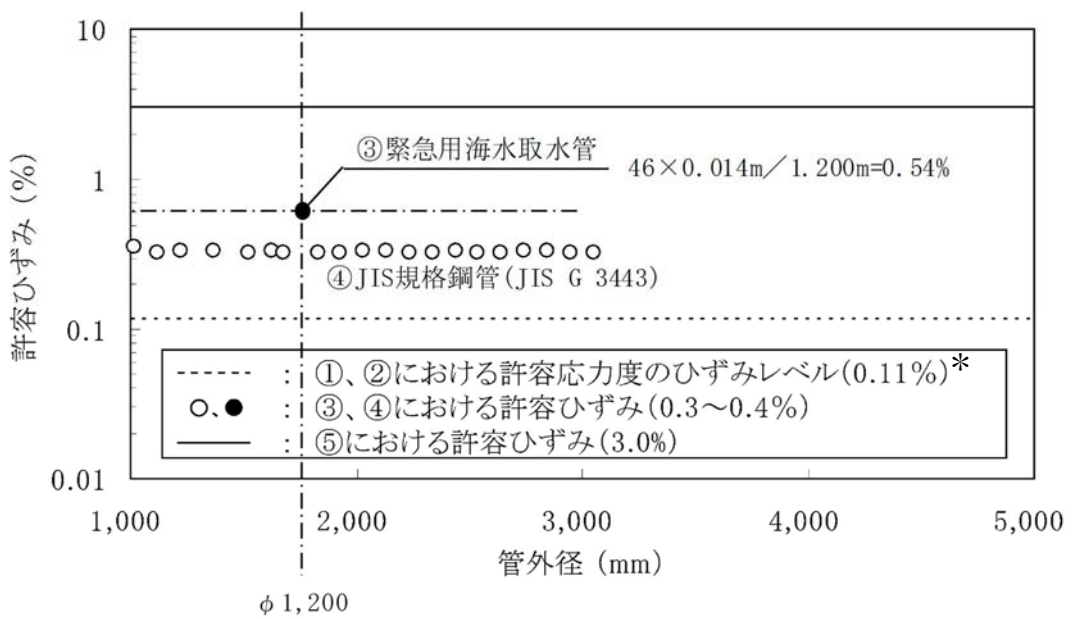 10
③緊急用海水取水管
46×0.014m／1.200m=0.54%
1
許容ひずみ (%)
④JIS規格鋼管(JIS G 3443)
0.1
-------- : ①、②における許容応力度のひずみレベル(0.11%)*
○、● : ③、④における許容ひずみ(0.3～0.4%)
——— : ⑤における許容ひずみ(3.0%)
0.01
1,000 2,000 3,000 4,000 5,000
管外径 (mm)
φ1,200